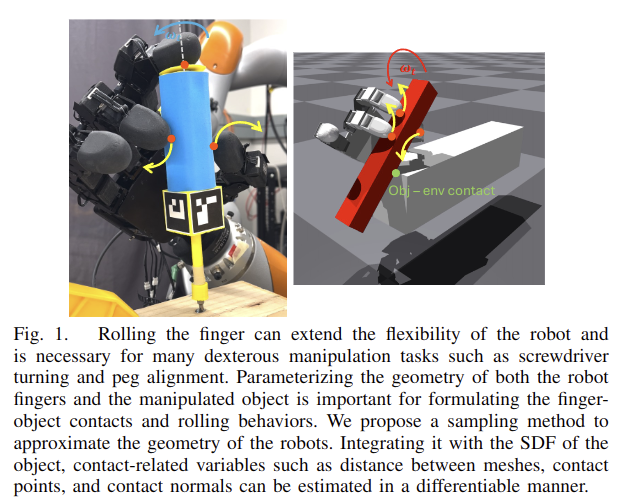 ω
Obj – env contact
Fig. 1. Rolling the finger can extend the flexibility of the robot and
is necessary for many dexterous manipulation tasks such as screwdriver
turning and peg alignment. Parameterizing the geometry of both the robot
fingers and the manipulated object is important for formulating the finger-
object contacts and rolling behaviors. We propose a sampling method to
approximate the geometry of the robots. Integrating it with the SDF of the
object, contact-related variables such as distance between meshes, contact
points, and contact normals can be estimated in a differentiable manner.